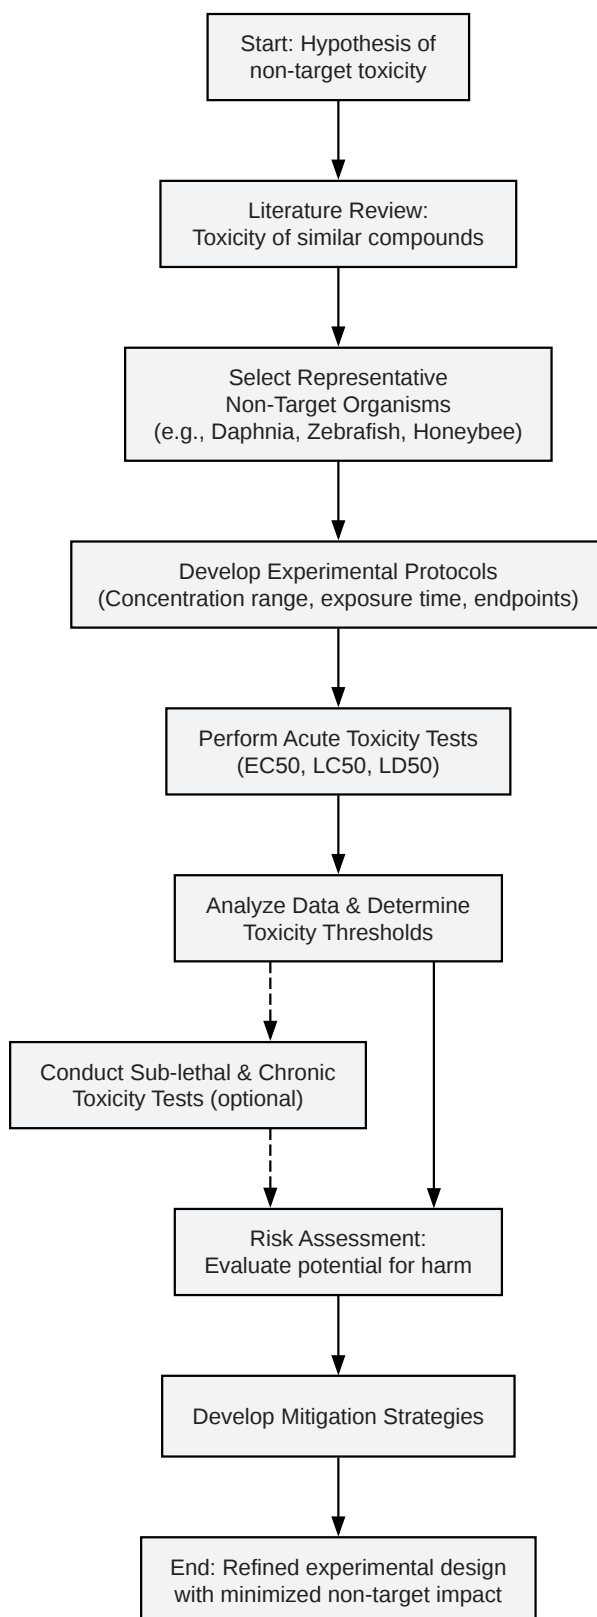 Start: Hypothesis of
non-target toxicity
Literature Review:
Toxicity of similar compounds
Select Representative
Non-Target Organisms
(e.g., Daphnia, Zebrafish, Honeybee)
Develop Experimental Protocols
(Concentration range, exposure time, endpoints)
Perform Acute Toxicity Tests
(EC50, LC50, LD50)
Analyze Data & Determine
Toxicity Thresholds
Conduct Sub-lethal & Chronic
Toxicity Tests (optional)
Risk Assessment:
Evaluate potential for harm
Develop Mitigation Strategies
End: Refined experimental design
with minimized non-target impact